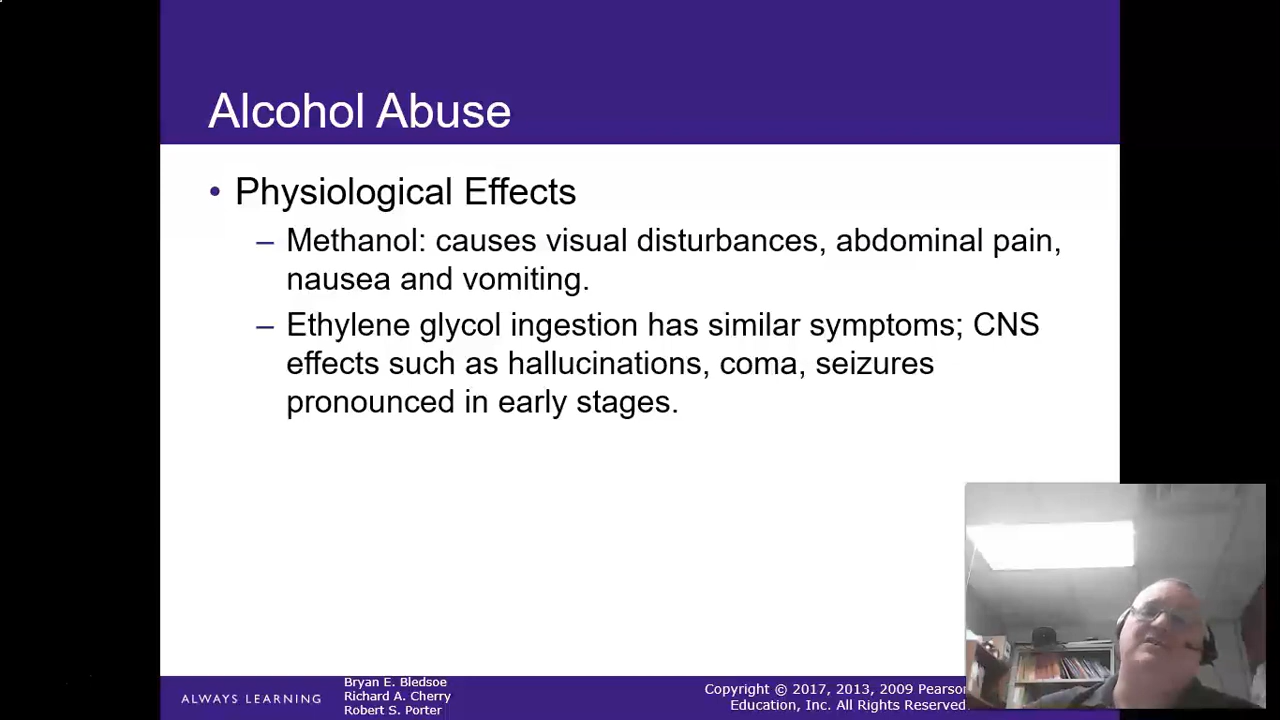 Alcohol Abuse
• Physiological Effects
– Methanol: causes visual disturbances, abdominal pain,
nausea and vomiting.
– Ethylene glycol ingestion has similar symptoms; CNS
effects such as hallucinations, coma, seizures
pronounced in early stages.
ALWAYS LEARNING
Bryan E. Bledsoe
Richard A. Cherry
Robert S. Porter
Copyright © 2017, 2013, 2009 Pearson
Education, Inc. All Rights Reserved.